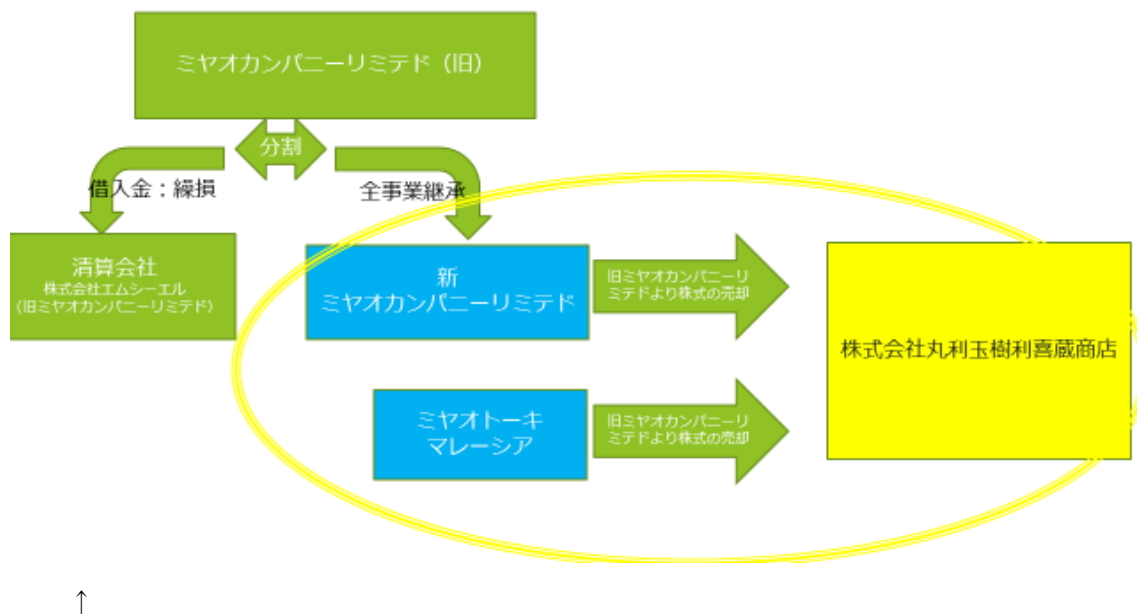 ミヤオカンパニーリミテド（旧）
分割
借入金：繰損
全事業継承
清算会社
株式会社エムシーエル
（旧ミヤオカンパニーリミテド）
新
ミヤオカンパニーリミテド
旧ミヤオカンパニーリ
ミテドより株式の売却
株式会社丸利玉樹利喜蔵商店
ミヤオトーキ
マレーシア
旧ミヤオカンパニーリ
ミテドより株式の売却
↑